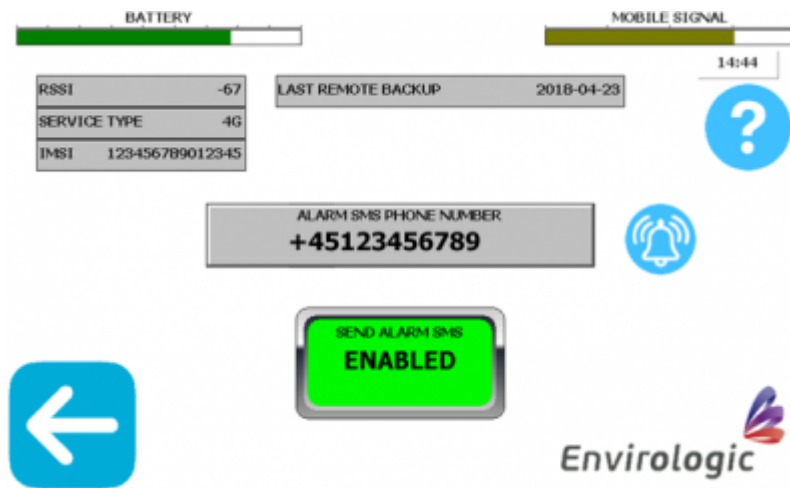 BATTERY
MOBILE SIGNAL
14:44
RSSI -67
LAST REMOTE BACKUP 2018-04-23
SERVICE TYPE 4G
IMSI 123456789012345
?
ALARM SMS PHONE NUMBER
+45123456789
SEND ALARM SMS
ENABLED
Envirologic